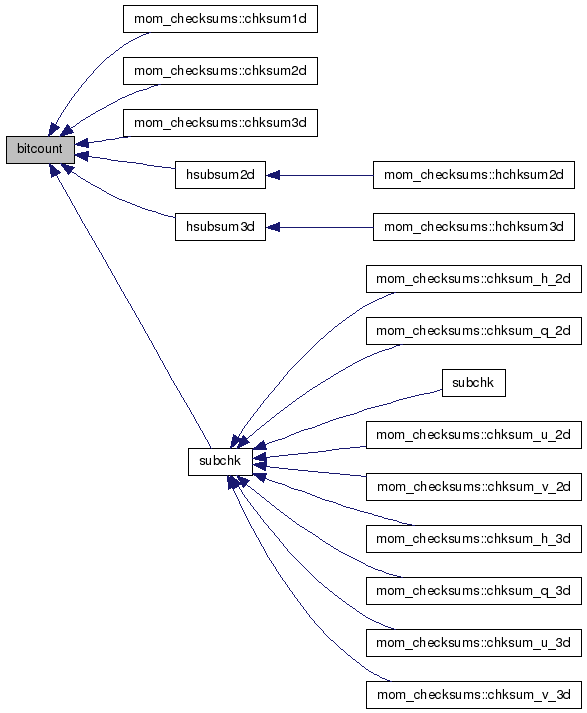 mom_checksums::chksum1d
mom_checksums::chksum2d
mom_checksums::chksum3d
bitcount
hsubsum2d
mom_checksums::hchksum2d
hsubsum3d
mom_checksums::hchksum3d
mom_checksums::chksum_h_2d
mom_checksums::chksum_q_2d
subchk
mom_checksums::chksum_u_2d
subchk
mom_checksums::chksum_v_2d
mom_checksums::chksum_h_3d
mom_checksums::chksum_q_3d
mom_checksums::chksum_u_3d
mom_checksums::chksum_v_3d